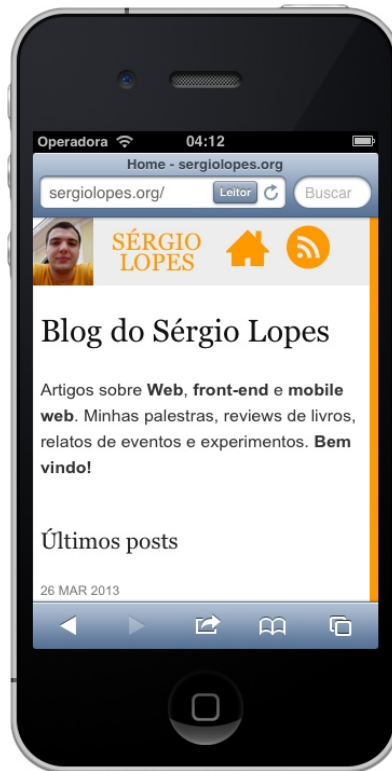 Operadora 04:12
Home - sergiolopes.org
sergiolopes.org/ Leitor Buscar
SÉRGIO
LOPES
Blog do Sérgio Lopes
Artigos sobre Web, front-end e mobile
web. Minhas palestras, reviews de livros,
relatos de eventos e experimentos. Bem
vindo!
Últimos posts
26 MAR 2013